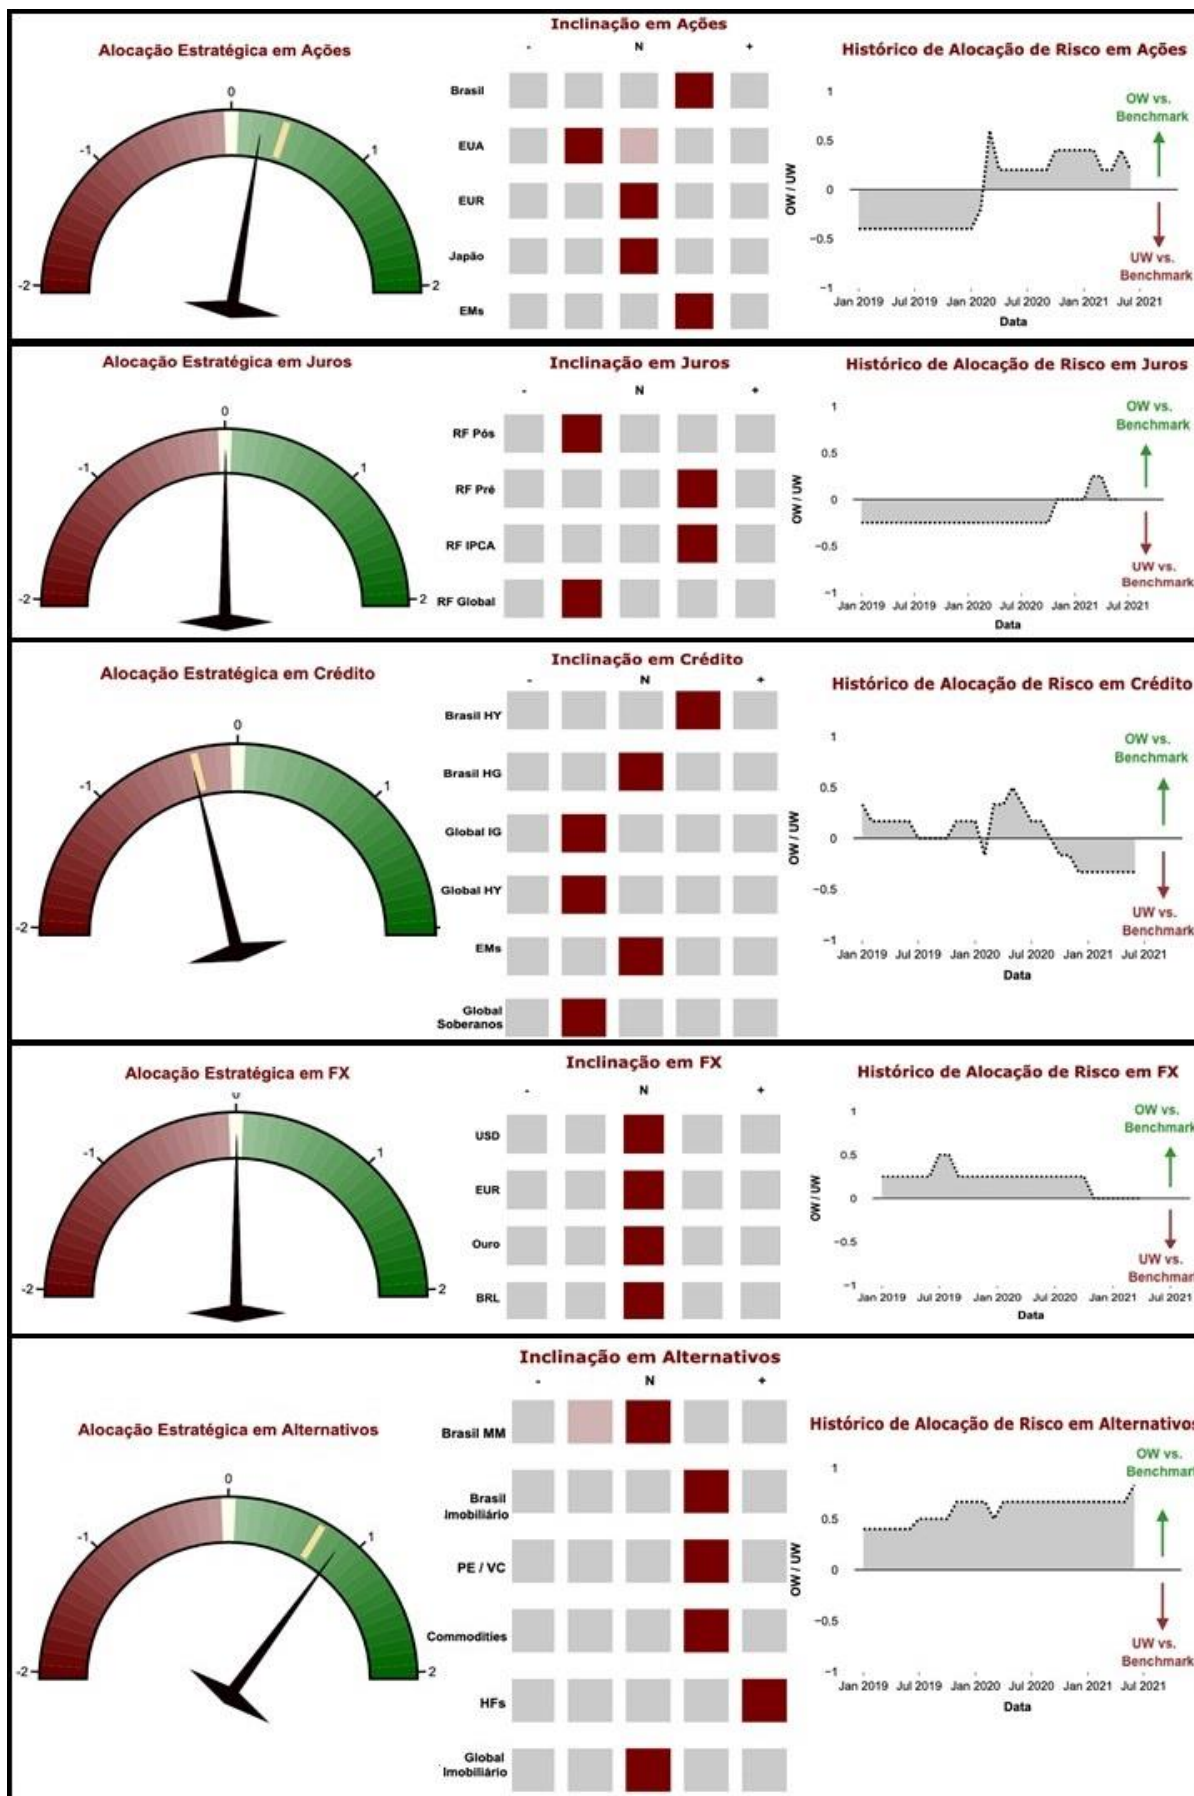 Alocação Estratégica em Ações
0
-1
1
-2
2
Inclinação em Ações
- N +
Brasil
EUA
EUR
Japão
EMs
Histórico de Alocação de Risco em Ações
1
0.5
0
−0.5
−1
OW / UW
OW vs.
Benchmark
UW vs.
Benchmark
Jan 2019 Jul 2019 Jan 2020 Jul 2020 Jan 2021 Jul 2021
Data
Alocação Estratégica em Juros
0
-1
1
-2
2
Inclinação em Juros
- N +
RF Pós
RF Pré
RF IPCA
RF Global
Histórico de Alocação de Risco em Juros
1
0.5
0
−0.5
−1
OW / UW
OW vs.
Benchmark
UW vs.
Benchmark
Jan 2019 Jul 2019 Jan 2020 Jul 2020 Jan 2021 Jul 2021
Data
Alocação Estratégica em Crédito
0
-1
1
-2
Inclinação em Crédito
- N +
Brasil HY
Brasil HG
Global IG
Global HY
EMs
Global
Soberanos
Histórico de Alocação de Risco em Crédito
1
0.5
0
−0.5
−1
OW / UW
OW vs.
Benchmark
UW vs.
Benchmark
Jan 2019 Jul 2019 Jan 2020 Jul 2020 Jan 2021 Jul 2021
Data
Alocação Estratégica em FX
0
-1
1
-2
2
Inclinação em FX
- N +
USD
EUR
Ouro
BRL
Histórico de Alocação de Risco em FX
1
0.5
0
−0.5
−1
OW / UW
OW vs.
Benchmark
UW vs.
Benchmark
Jan 2019 Jul 2019 Jan 2020 Jul 2020 Jan 2021 Jul 2021
Data
Alocação Estratégica em Alternativos
0
-1
1
-2
2
Inclinação em Alternativos
- N +
Brasil MM
Brasil
Imobiliário
PE / VC
Commodities
HFs
Global
Imobiliário
Histórico de Alocação de Risco em Alternativos
1
0.5
0
−0.5
−1
OW / UW
OW vs.
Benchmark
UW vs.
Benchmark
Jan 2019 Jul 2019 Jan 2020 Jul 2020 Jan 2021 Jul 2021
Data